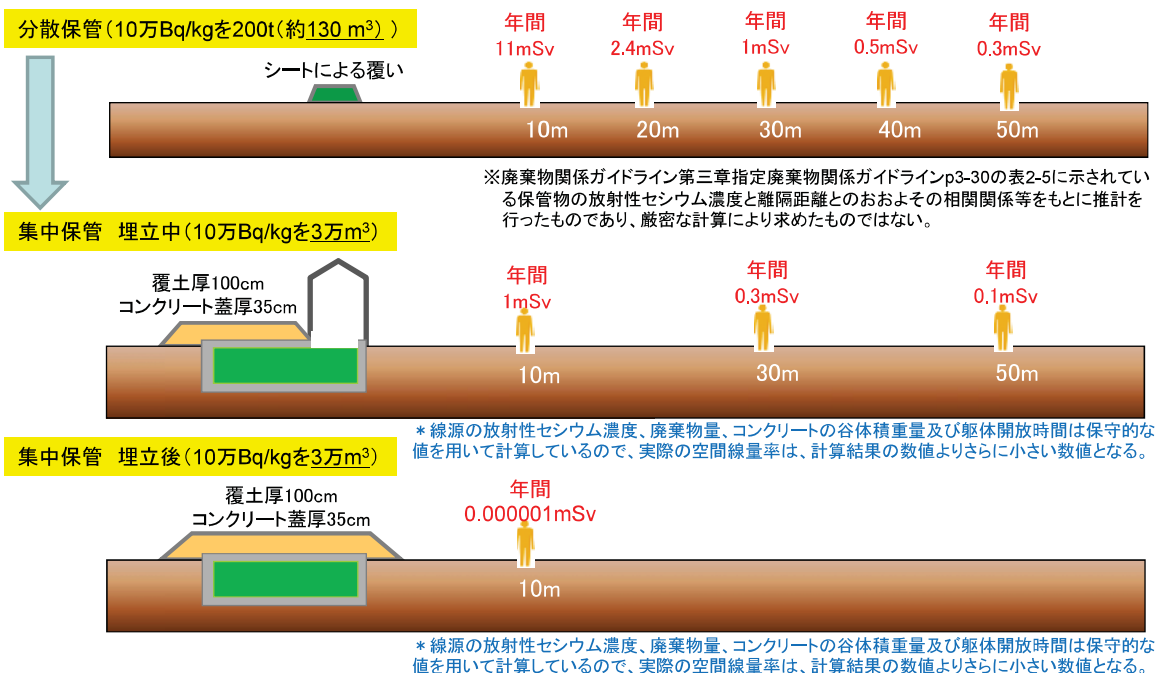 分散保管(10万Bq/kgを200t(約130 m³) )
シートによる覆い
年間
11mSv
年間
2.4mSv
年間
1mSv
年間
0.5mSv
年間
0.3mSv
10m
20m
30m
40m
50m
※廃棄物関係ガイドライン第三章指定廃棄物関係ガイドラインp3-30の表2-5に示されてい
る保管物の放射性セシウム濃度と離隔距離とのおおよその相関関係等をもとに推計を
行ったものであり、厳密な計算により求めたものではない。
集中保管 埋立中(10万Bq/kgを3万m³)
覆土厚100cm
コンクリート蓋厚35cm
年間
1mSv
年間
0.3mSv
年間
0.1mSv
10m
30m
50m
*線源の放射性セシウム濃度、廃棄物量、コンクリートの谷体積重量及び躯体開放時間は保守的な
値を用いて計算しているので、実際の空間線量率は、計算結果の数値よりさらに小さい数値となる。
集中保管 埋立後(10万Bq/kgを3万m³)
覆土厚100cm
コンクリート蓋厚35cm
年間
0.000001mSv
10m
*線源の放射性セシウム濃度、廃棄物量、コンクリートの谷体積重量及び躯体開放時間は保守的な
値を用いて計算しているので、実際の空間線量率は、計算結果の数値よりさらに小さい数値となる。